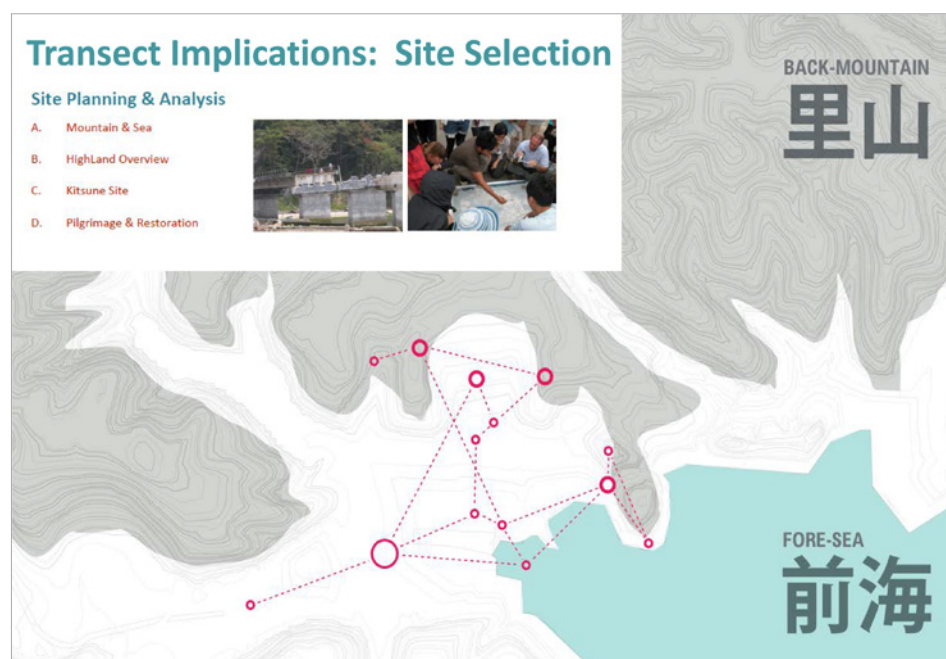 Transect Implications: Site Selection
Site Planning & Analysis
A. Mountain & Sea
B. HighLand Overview
C. Kitsune Site
D. Pilgrimage & Restoration
BACK-MOUNTAIN
里山
FORE-SEA
前海